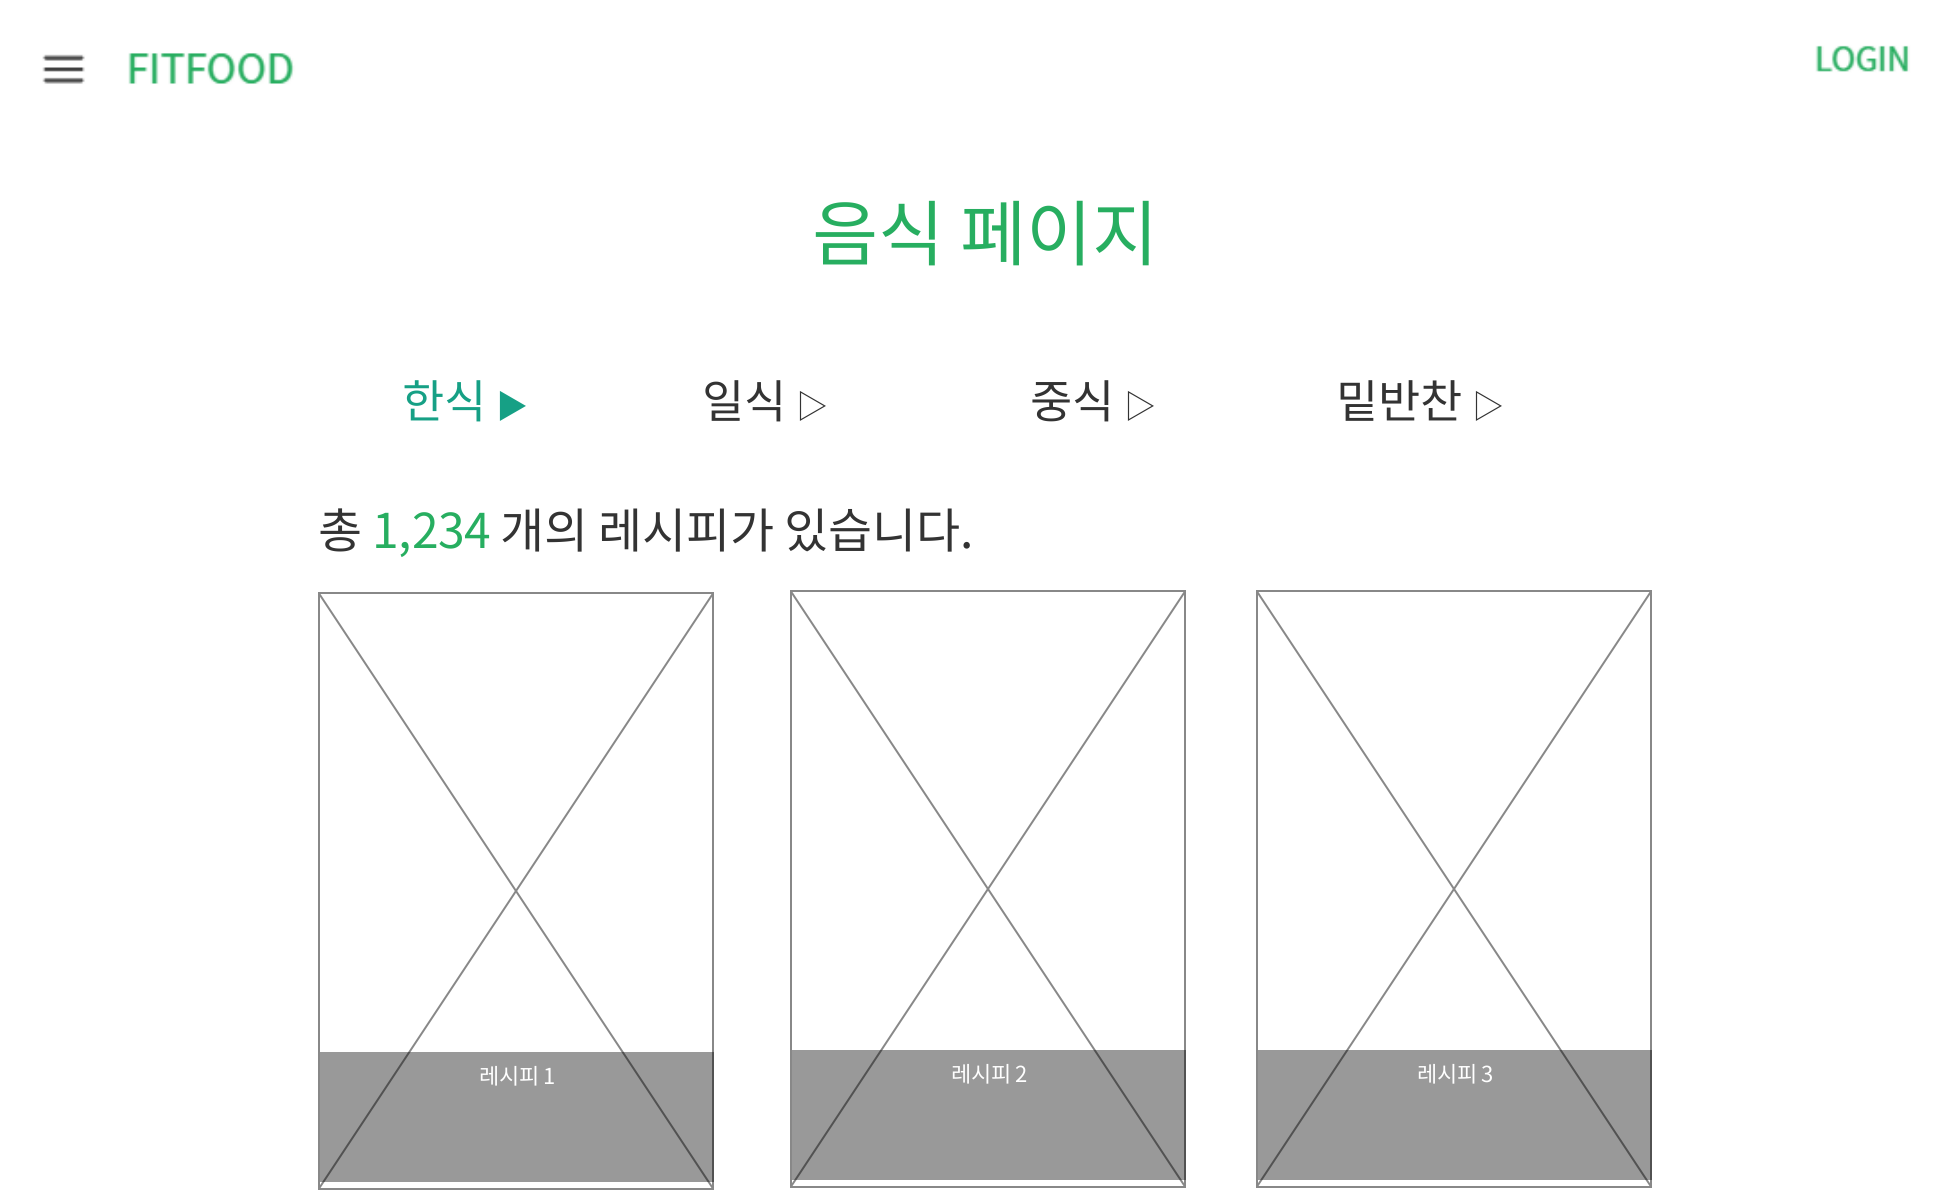 FITFOOD
LOGIN
음식 페이지
한식 ▶ 일식 ▷ 중식 ▷ 밑반찬 ▷
총 1,234 개의 레시피가 있습니다.
레시피 1
레시피 2
레시피 3